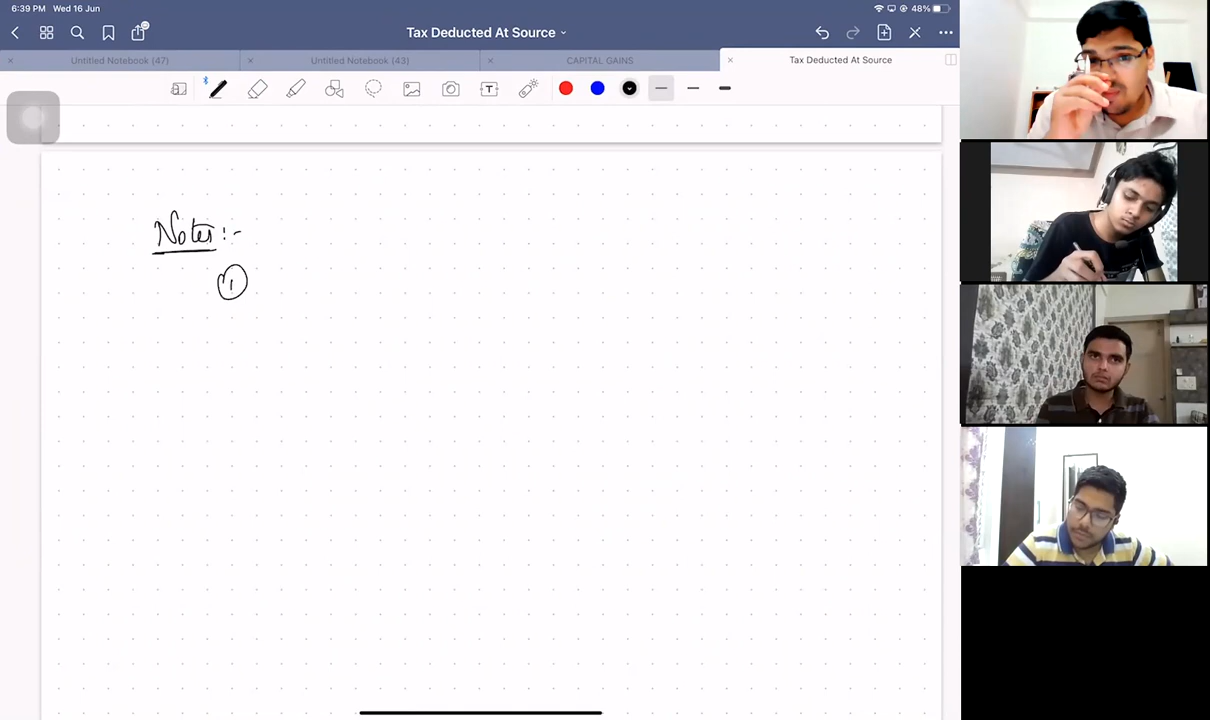 6:39 PM Wed 16 Jun 48%
Tax Deducted At Source
Untitled Notebook (47) Untitled Notebook (43) CAPITAL GAINS Tax Deducted At Source
T
Notes :-
1